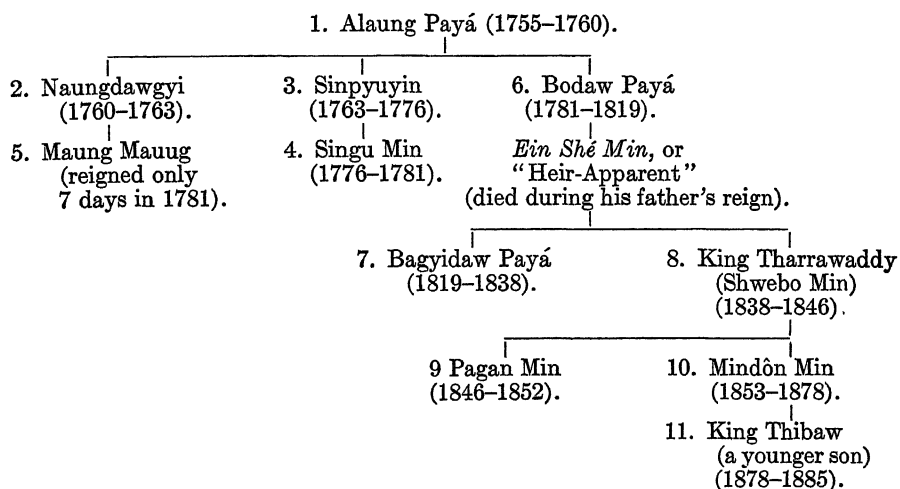 1. Alaung Payá (1755–1760).
2. Naungdawgyi
(1760–1763).
3. Sinpyuyin
(1763–1776).
6. Bodaw Payá
(1781–1819).
5. Maung Mauug
(reigned only
7 days in 1781).
4. Singu Min
(1776–1781).
Ein Shé Min, or
"Heir-Apparent"
(died during his father's reign).
7. Bagyidaw Payá
(1819–1838).
8. King Tharrawaddy
(Shwebo Min)
(1838–1846).
9 Pagan Min
(1846–1852).
10. Mindôn Min
(1853–1878).
11. King Thibaw
(a younger son)
(1878–1885).